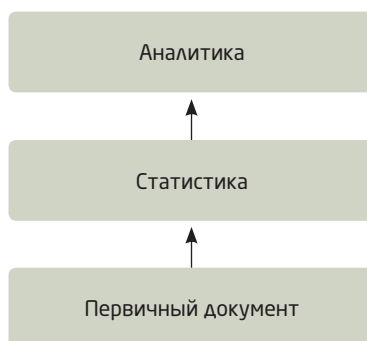 Аналитика
Статистика
Первичный документ